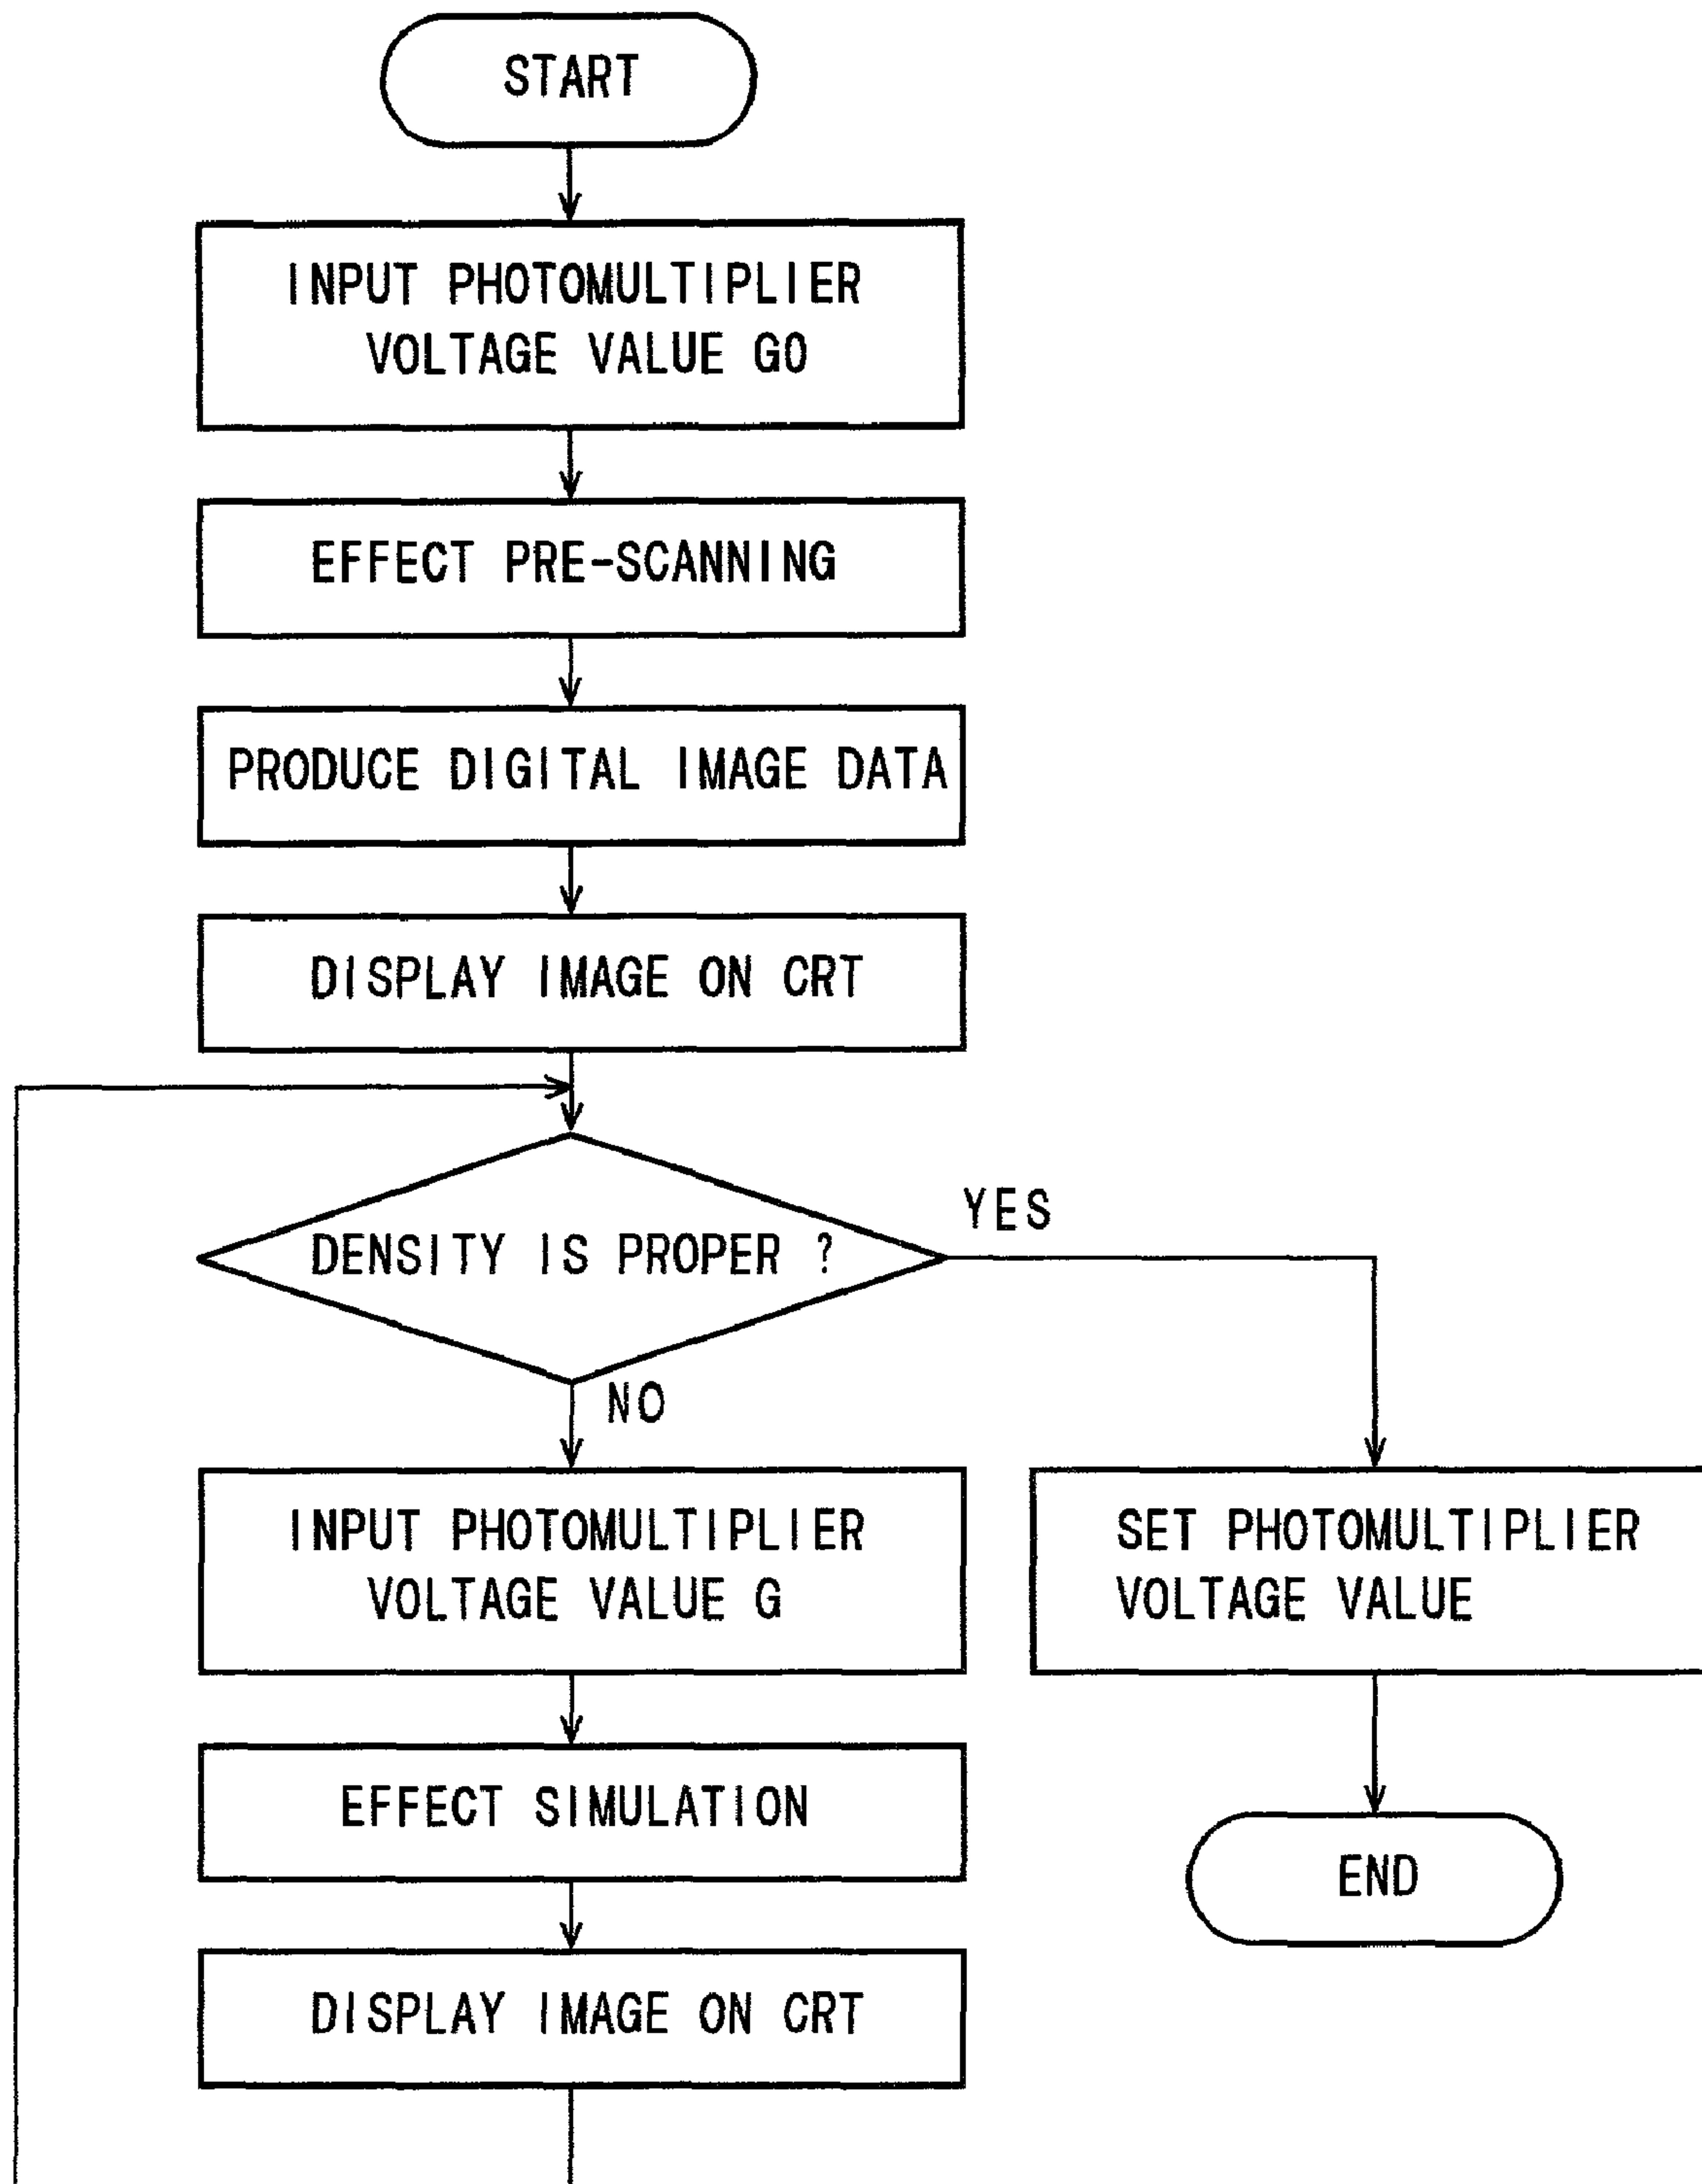 START
INPUT PHOTOMULTIPLIER
VOLTAGE VALUE G0
EFFECT PRE-SCANNING
PRODUCE DIGITAL IMAGE DATA
DISPLAY IMAGE ON CRT
DENSITY IS PROPER ?
YES
NO
INPUT PHOTOMULTIPLIER
VOLTAGE VALUE G
SET PHOTOMULTIPLIER
VOLTAGE VALUE
EFFECT SIMULATION
END
DISPLAY IMAGE ON CRT